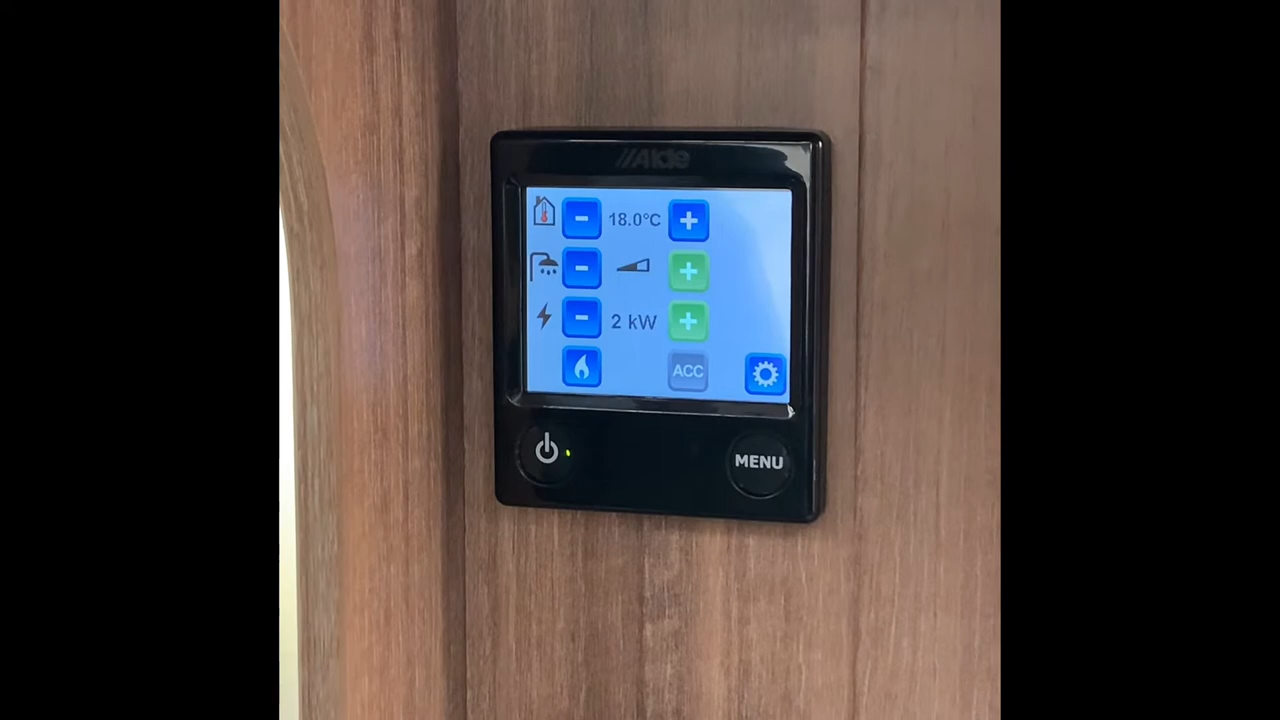 Alde
- 18.0°C +
- +
- 2 kW +
ACC
MENU